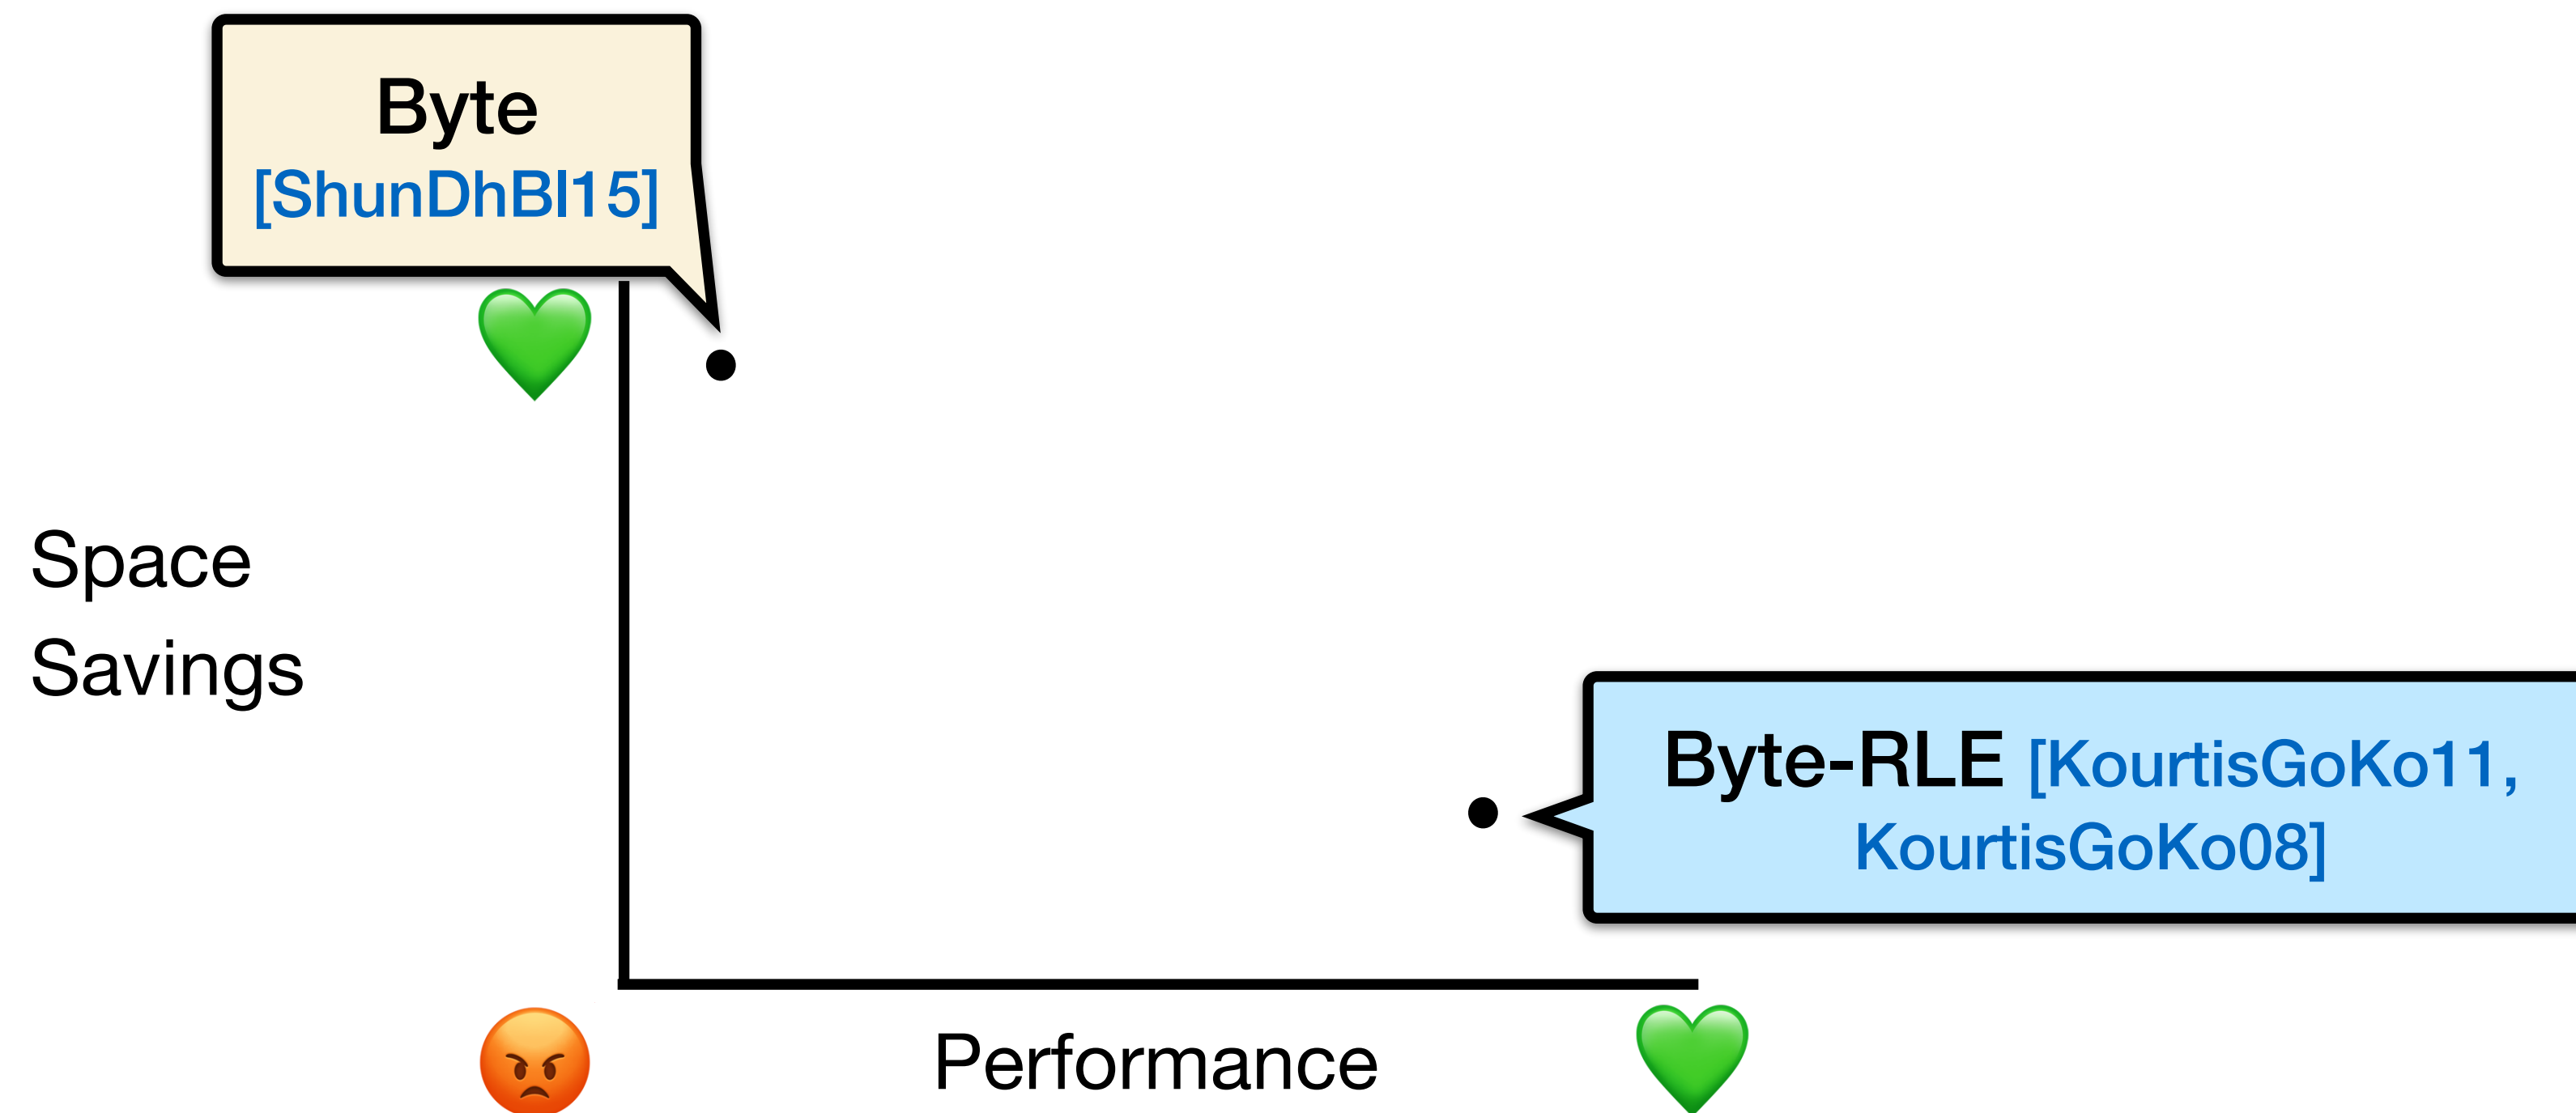 Byte
[ShunDhBl15]
Space
Savings
Byte-RLE [KourtisGoKo11,
KourtisGoKo08]
Performance